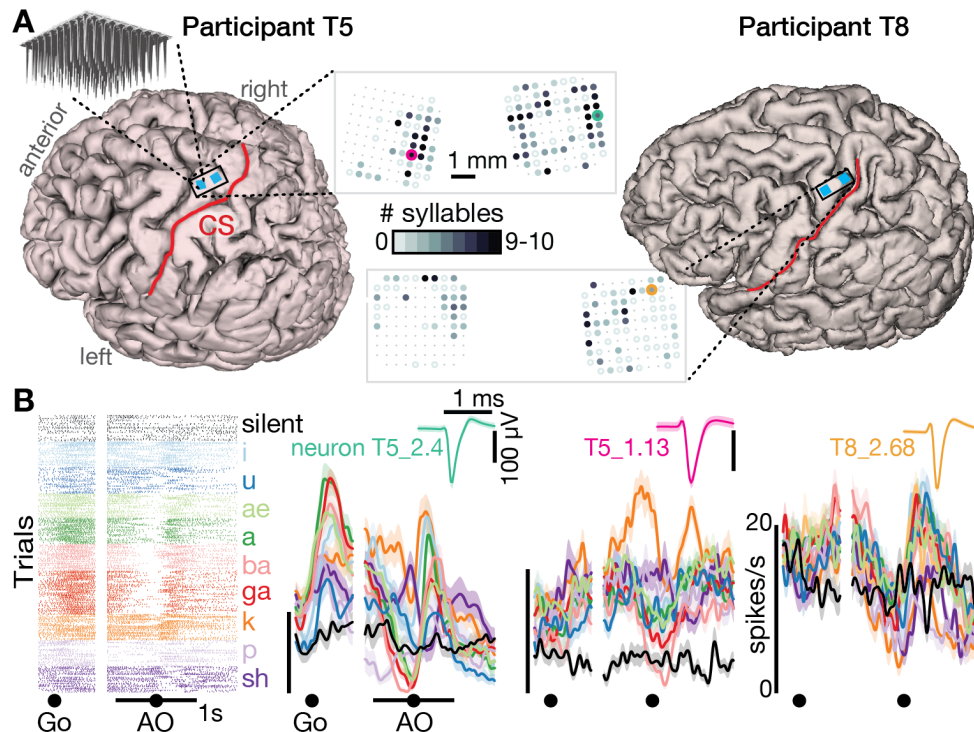 A
Participant T5
Participant T8
right
anterior
1 mm
CS
# syllables
0
9-10
left
B
silent
i
u
ae
a
ba
ga
k
p
sh
Trials
Go
AO
1s
1 ms
100 µV
neuron T5_2.4
T5_1.13
T8_2.68
20
spikes/s
0
Go
AO